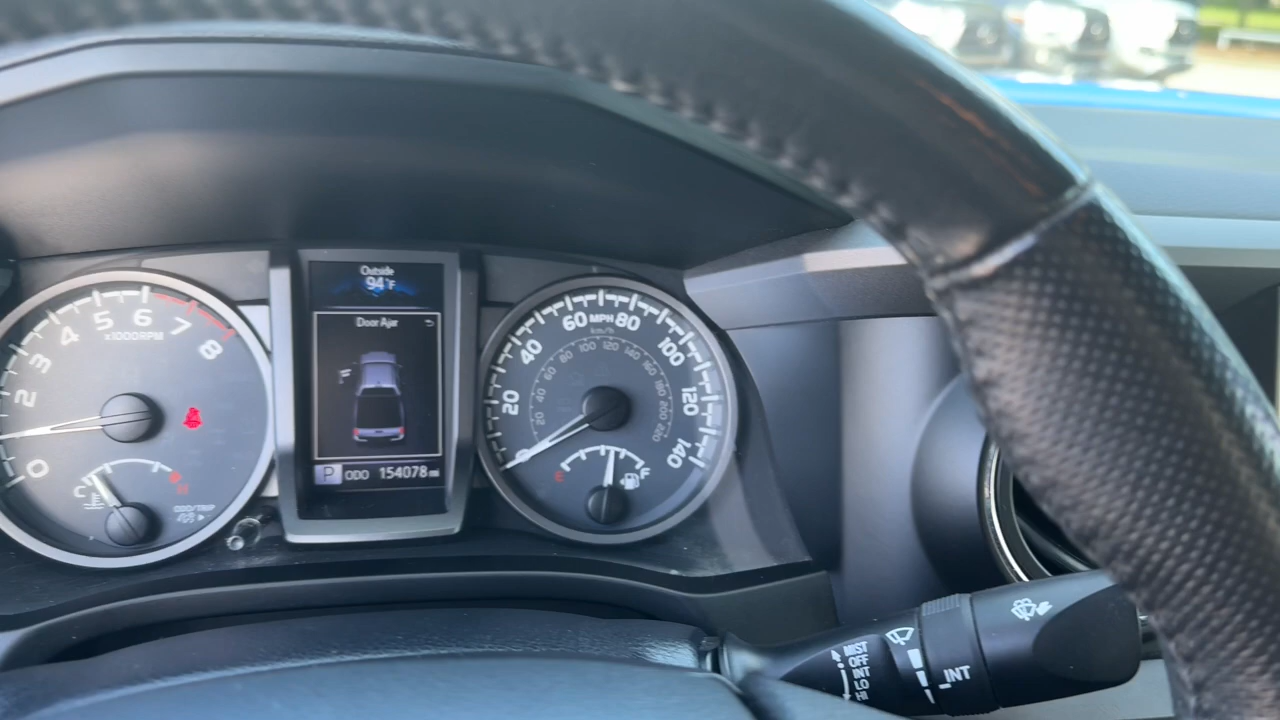 0
2
3
4
5
6
7
8
x1000RPM
C
H
ODO/TRIP
Outside
94°F
Door Ajar
P ODO 154078 mi
0
20
40
60
MPH
80
100
120
140
km/h
20
40
60
80
100
120
140
160
180
200
220
E
F
MIST
OFF
INT
LO
HI
INT